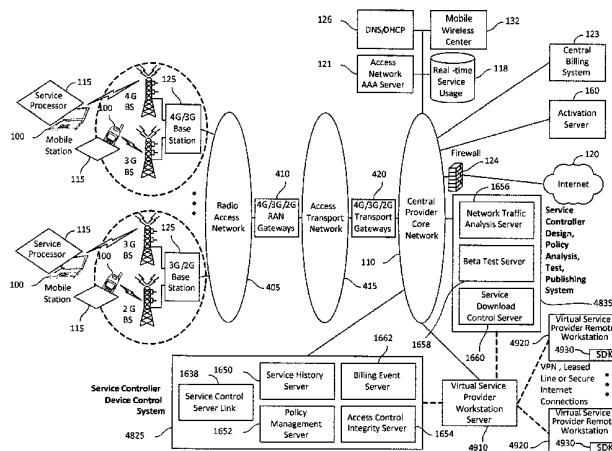 126
DNS/DHCP
Mobile
Wireless
Center
132
121
Access
Network
AAA Server
Real -time
Service
Usage
118
123
Central
Billing
System
160
Activation
Server
Firewall
124
120
Internet
115
Service
Processor
100
Mobile
Station
115
100
4 G
BS
3 G
BS
125
4G/3G
Base
Station
115
Service
Processor
100
Mobile
Station
115
100
3 G
BS
2 G
BS
125
3G/2G
Base
Station
Radio
Access
Network
405
410
4G/3G/2G
RAN
Gateways
Access
Transport
Network
415
420
4G/3G/2G
Transport
Gateways
Central
Provider
Core
Network
110
1656
Network Traffic
Analysis Server
Beta Test Server
1658
Service
Download
Control Server
1660
Service
Controller
Design,
Policy
Analysis,
Test,
Publishing
System
4835
Service Controller
Device Control
System
4825
1638
Service Control
Server Link
1650
Service History
Server
1662
Billing Event
Server
1652
Policy
Management
Server
Access Control
Integrity Server
1654
Virtual Service
Provider
Workstation
Server
4910
4920
Virtual Service
Provider Remote
Workstation
4930
SDK
VPN , Leased
Line or Secure
Internet
Connections
Virtual Service
Provider Remote
Workstation
4920
4930
SDK